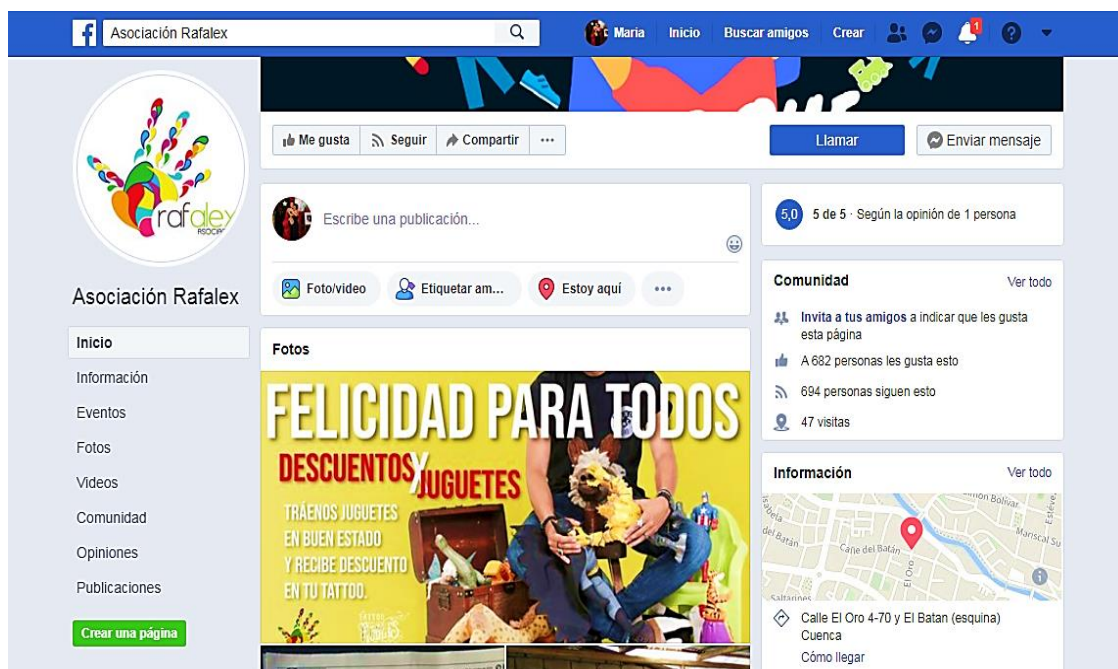 Asociación Rafalex
Maria
Inicio
Buscar amigos
Crear
1
rafalex
Asociación Rafalex
Inicio
Información
Eventos
Fotos
Videos
Comunidad
Opiniones
Publicaciones
Crear una página
Me gusta
Seguir
Compartir
Llamar
Enviar mensaje
Escribe una publicación...
Foto/video
Etiquetar am...
Estoy aquí
Fotos
FELICIDAD PARA TODOS
DESCUENTOS Y
JUGUETES
TRÁENOS JUGUETES
EN BUEN ESTADO
Y RECIBE DESCUENTO
EN TU TATTOO.
5,0
5 de 5 · Según la opinión de 1 persona
Comunidad
Ver todo
Invita a tus amigos a indicar que les gusta
esta página
A 682 personas les gusta esto
694 personas siguen esto
47 visitas
Información
Ver todo
del Batán
Calle del Batán
El Oro
Mariscal Su
Calle El Oro 4-70 y El Batan (esquina)
Cuenca
Cómo llegar